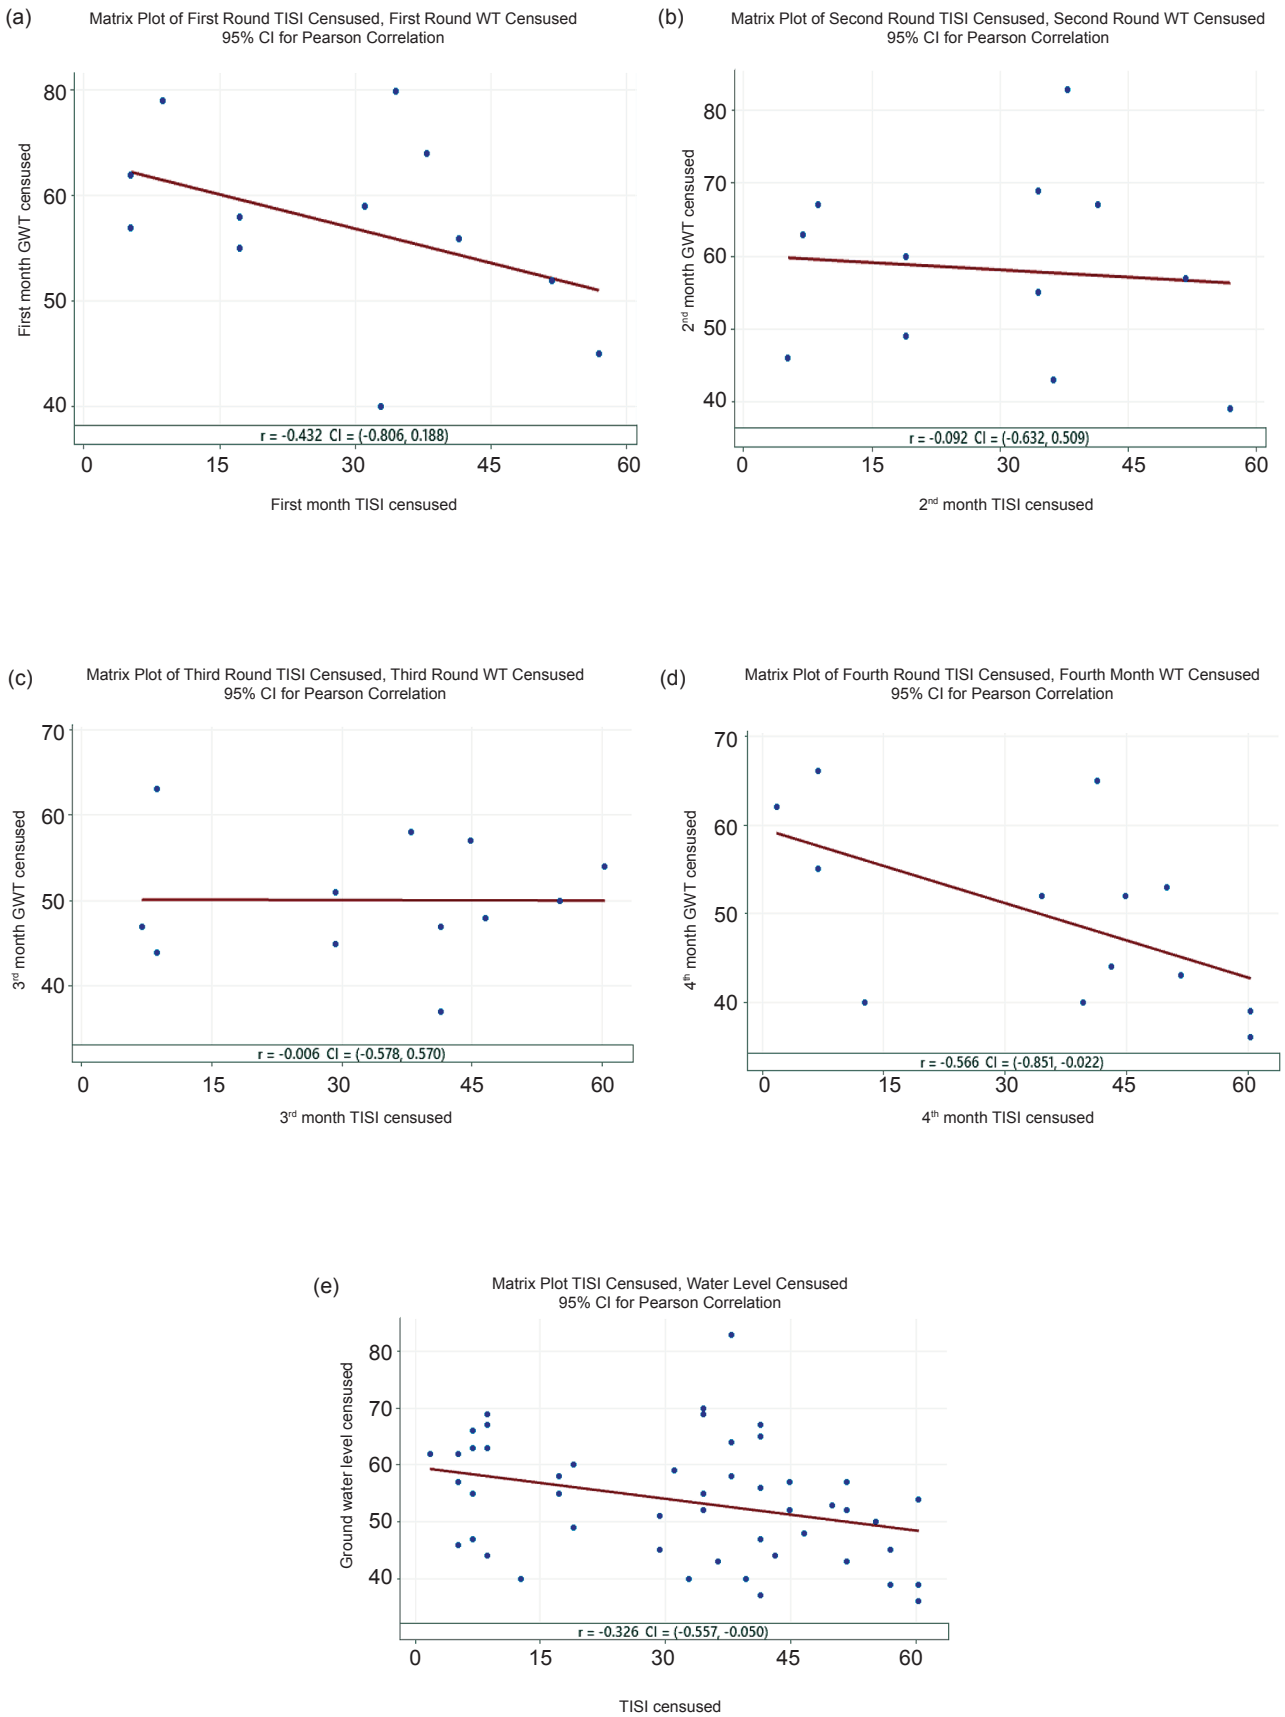 (a)
Matrix Plot of First Round TISI Censused, First Round WT Censused
95% CI for Pearson Correlation
First month GWT censused
80
60
50
40
r = -0.432 CI = (-0.806, 0.188)
0 15 30 45 60
First month TISI censused
(b)
Matrix Plot of Second Round TISI Censused, Second Round WT Censused
95% CI for Pearson Correlation
2nd month GWT censused
80
70
60
50
40
r = -0.092 CI = (-0.632, 0.509)
0 15 30 45 60
2nd month TISI censused
(c)
Matrix Plot of Third Round TISI Censused, Third Round WT Censused
95% CI for Pearson Correlation
3rd month GWT censused
70
60
50
40
r = -0.006 CI = (-0.578, 0.570)
0 15 30 45 60
3rd month TISI censused
(d)
Matrix Plot of Fourth Round TISI Censused, Fourth Month WT Censused
95% CI for Pearson Correlation
4th month GWT censused
70
60
50
40
r = -0.566 CI = (-0.851, -0.022)
0 15 30 45 60
4th month TISI censused
(e)
Matrix Plot TISI Censused, Water Level Censused
95% CI for Pearson Correlation
Ground water level censused
80
70
60
50
40
r = -0.326 CI = (-0.557, -0.050)
0 15 30 45 60
TISI censused